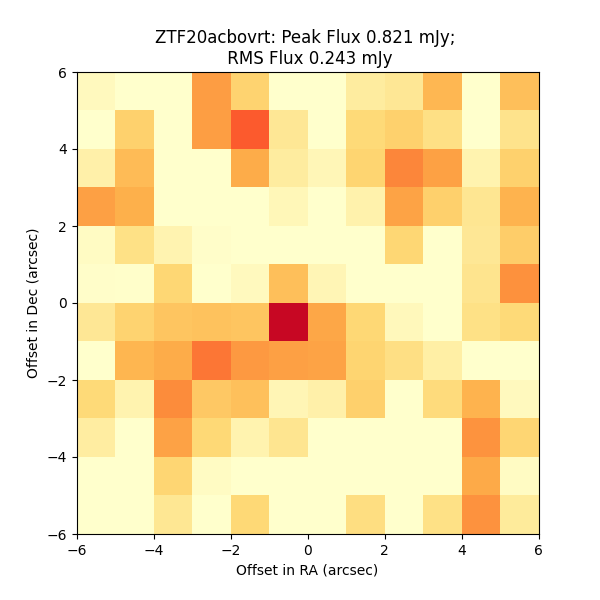 ZTF20acbovrt: Peak Flux 0.821 mJy;
RMS Flux 0.243 mJy
6
4
2
0
−2
−4
−6
Offset in Dec (arcsec)
−6 −4 −2 0 2 4 6
Offset in RA (arcsec)